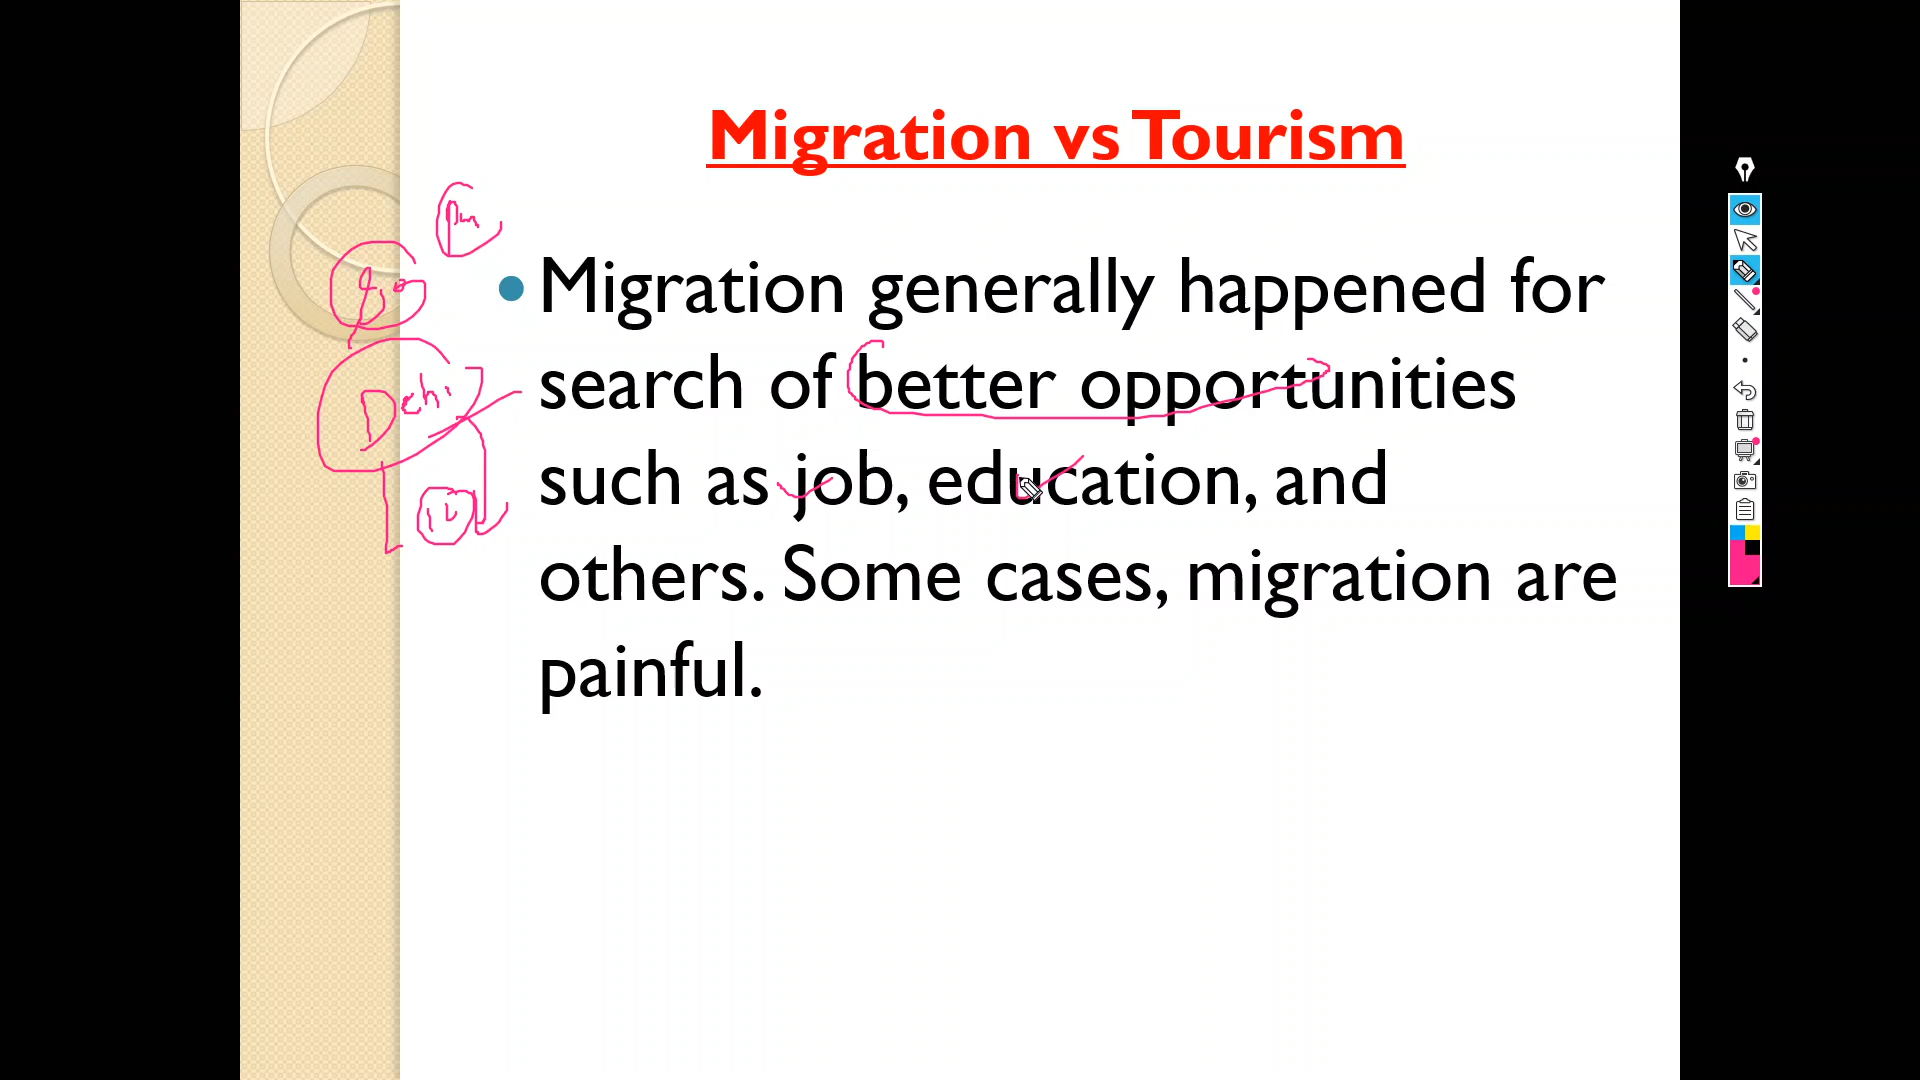 Migration vs Tourism
• Migration generally happened for
search of better opportunities
such as job, education, and
others. Some cases, migration are
painful.